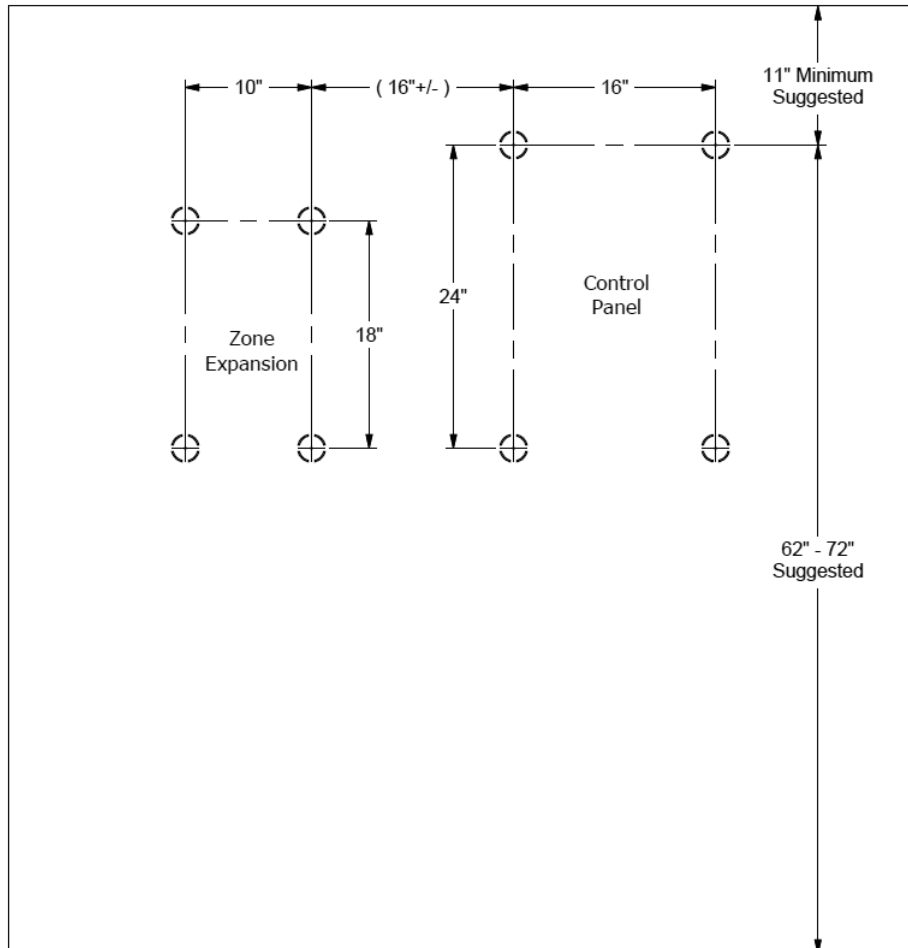 10"
( 16"+/- )
16"
11" Minimum
Suggested
24"
Control
Panel
18"
Zone
Expansion
62" - 72"
Suggested